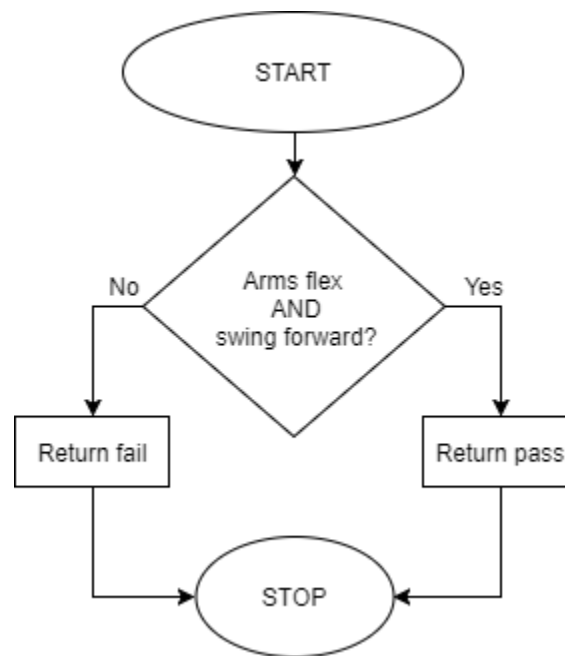 START
No
Arms flex
AND
swing forward?
Yes
Return fail
Return pass
STOP